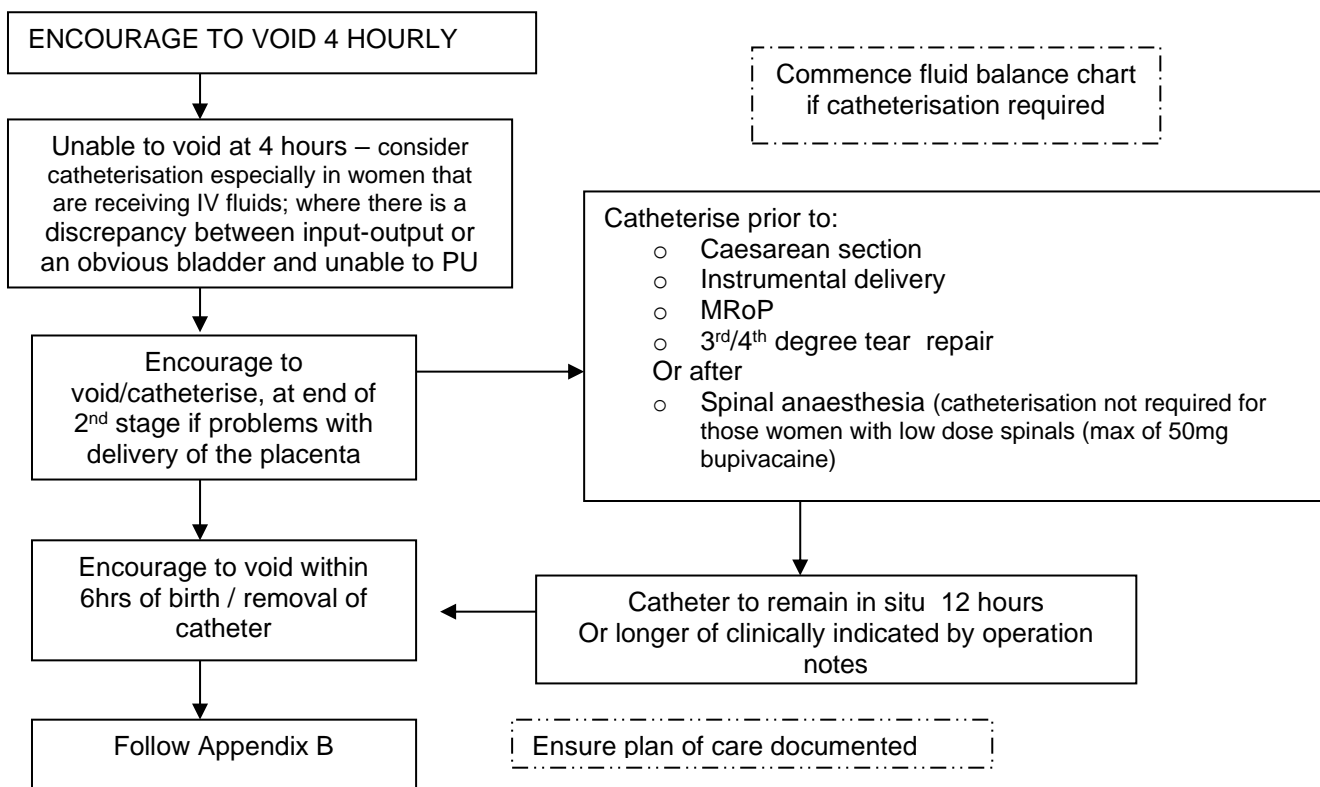 ENCOURAGE TO VOID 4 HOURLY
Commence fluid balance chart
if catheterisation required
Unable to void at 4 hours – consider
catheterisation especially in women that
are receiving IV fluids; where there is a
discrepancy between input-output or
an obvious bladder and unable to PU
Catheterise prior to:
o Caesarean section
o Instrumental delivery
o MRoP
o 3rd/4th degree tear repair
Or after
o Spinal anaesthesia (catheterisation not required for
those women with low dose spinals (max of 50mg
bupivacaine)
Encourage to
void/catheterise, at end of
2nd stage if problems with
delivery of the placenta
Encourage to void within
6hrs of birth / removal of
catheter
Catheter to remain in situ 12 hours
Or longer of clinically indicated by operation
notes
Follow Appendix B
Ensure plan of care documented